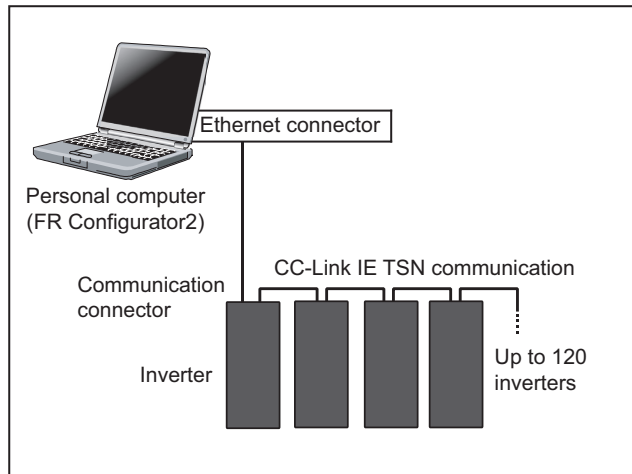 Ethernet connector
Personal computer
(FR Configurator2)
CC-Link IE TSN communication
Communication
connector
Inverter
Up to 120
inverters